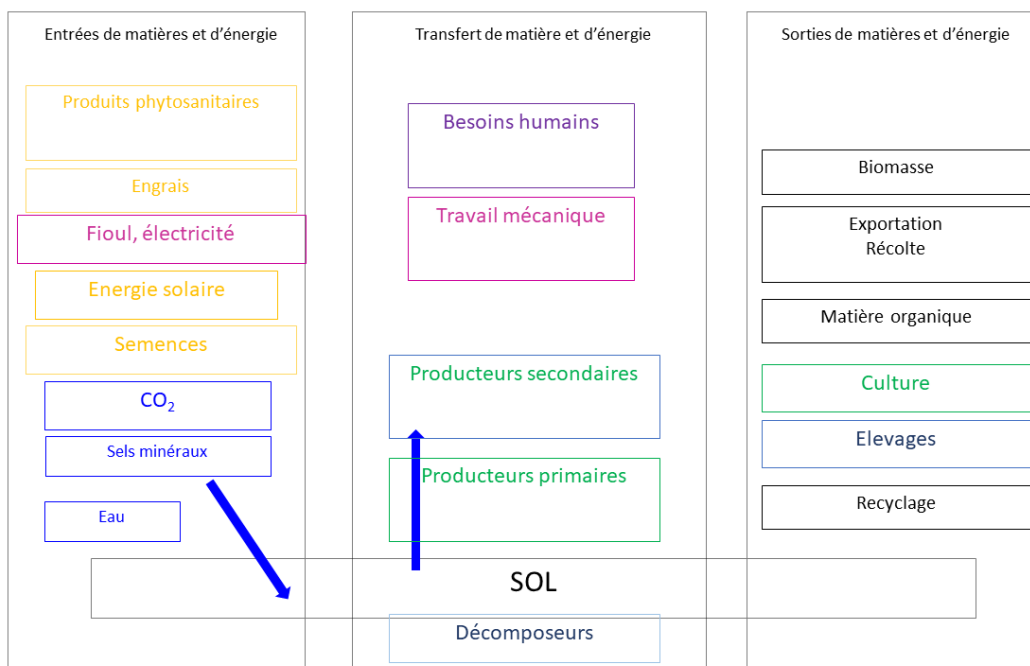 Entrées de matières et d'énergie
Produits phytosanitaires
Engrais
Fioul, électricité
Energie solaire
Semences
CO₂
Sels minéraux
Eau
Transfert de matière et d'énergie
Besoins humains
Travail mécanique
Producteurs secondaires
Producteurs primaires
SOL
Décomposeurs
Sorties de matières et d'énergie
Biomasse
Exportation
Récolte
Matière organique
Culture
Elevages
Recyclage